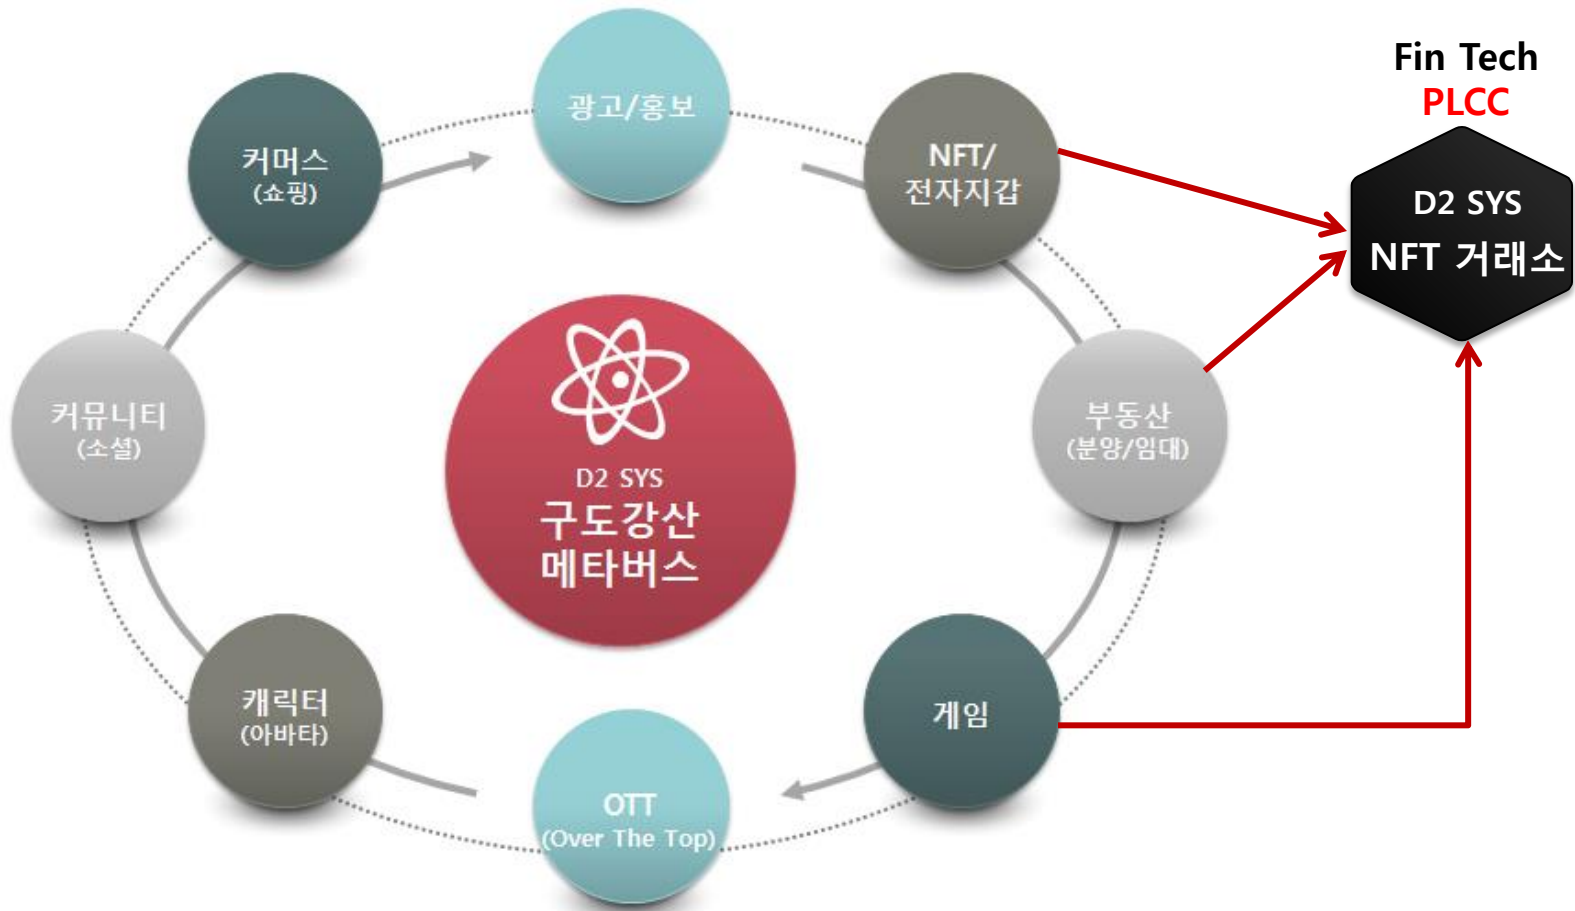 Fin Tech
PLCC
광고/홍보
커머스
(쇼핑)
NFT/
전자지갑
D2 SYS
NFT 거래소
커뮤니티
(소셜)
부동산
(분양/임대)
D2 SYS
구도강산
메타버스
캐릭터
(아바타)
게임
OTT
(Over The Top)